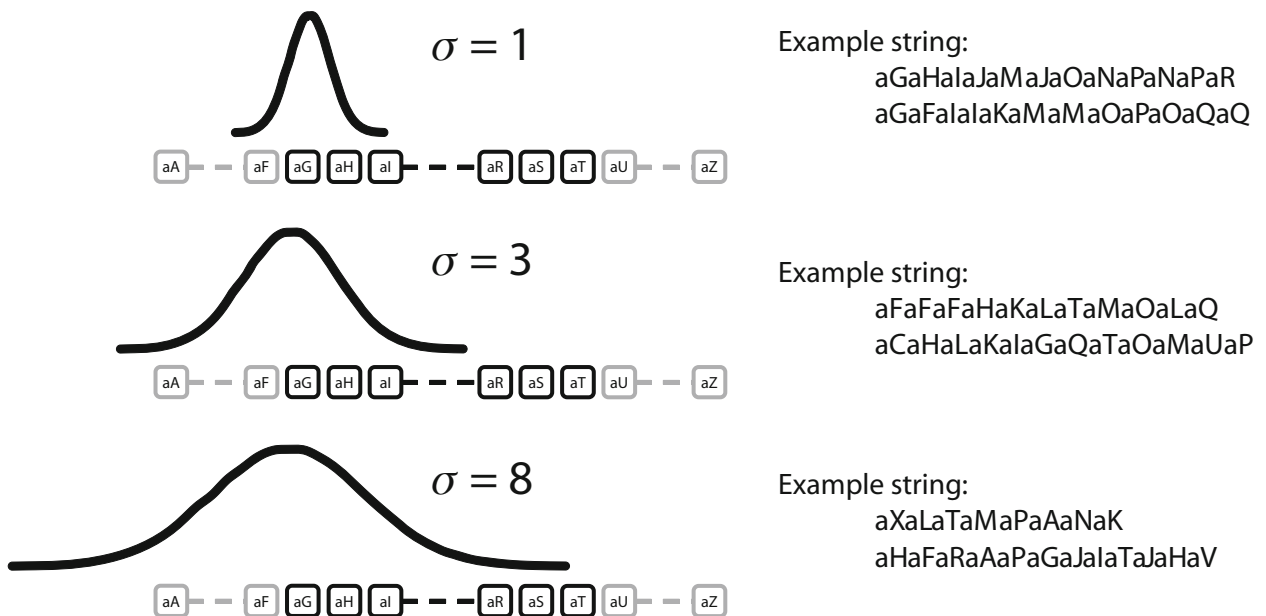 σ = 1
Example string:
aGaHaIaJaMaJaOaNaPaNaPaR
aGaFaIaIaKaMaMaOaPaOaQaQ
aA aF aG aH aI aR aS aT aU aZ
σ = 3
Example string:
aFaFaFaHaKaLaTaMaOaLaQ
aCaHaLaKaIaGaQaTaOaMaUaP
aA aF aG aH aI aR aS aT aU aZ
σ = 8
Example string:
aXaLaTaMaPaAaNaK
aHaFaRaAaPaGaJaIaTaJaHaV
aA aF aG aH aI aR aS aT aU aZ